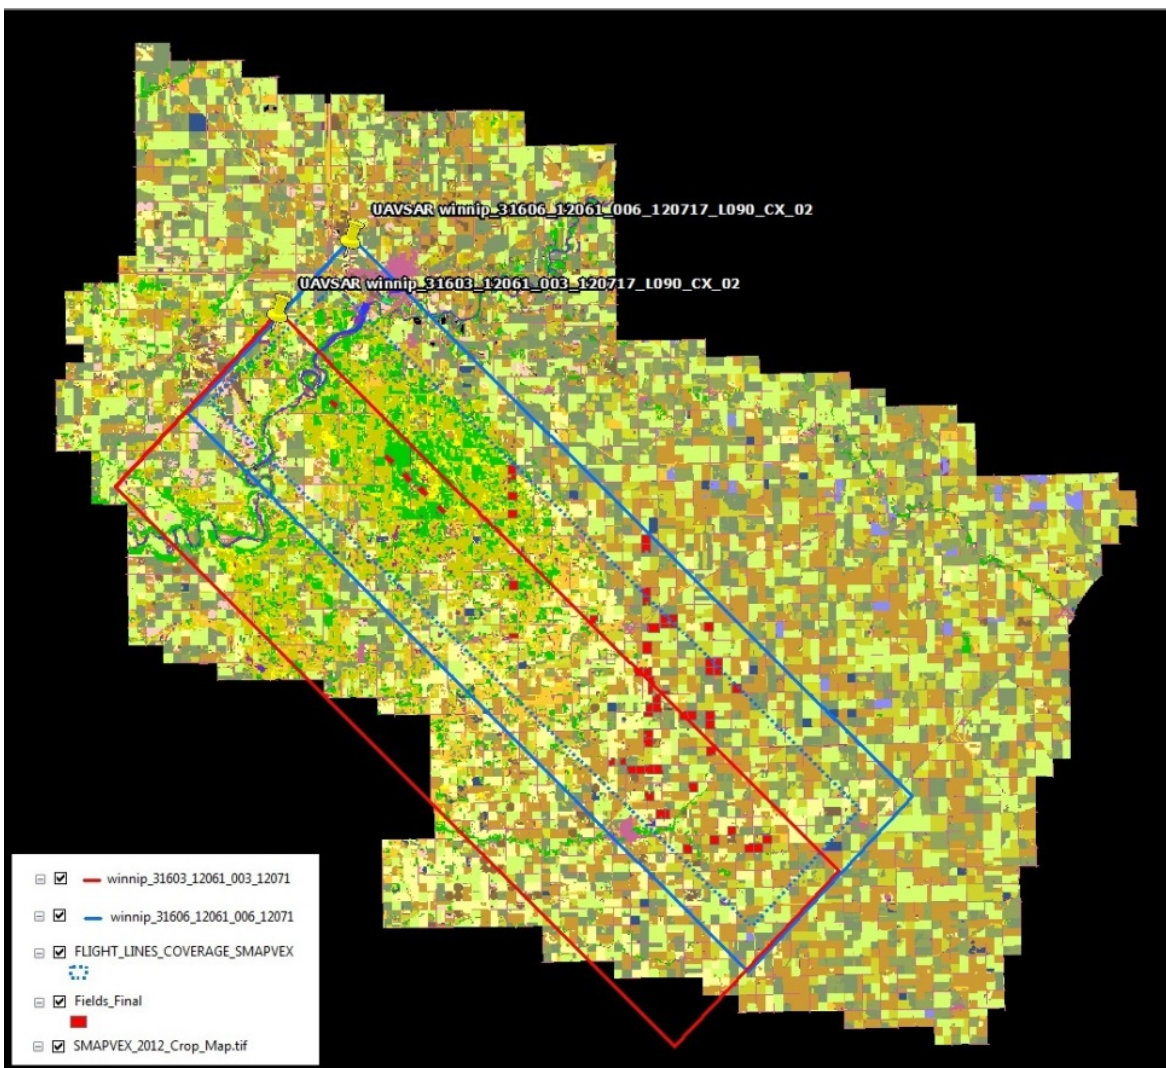 UAVSAR winnip_31606_12061_006_120717_L090_CX_02
UAVSAR winnip_31603_12061_003_120717_L090_CX_02
winnip_31603_12061_003_12071
winnip_31606_12061_006_12071
FLIGHT_LINES_COVERAGE_SMAPVEX
Fields_Final
SMAPVEX_2012_Crop_Map.tif